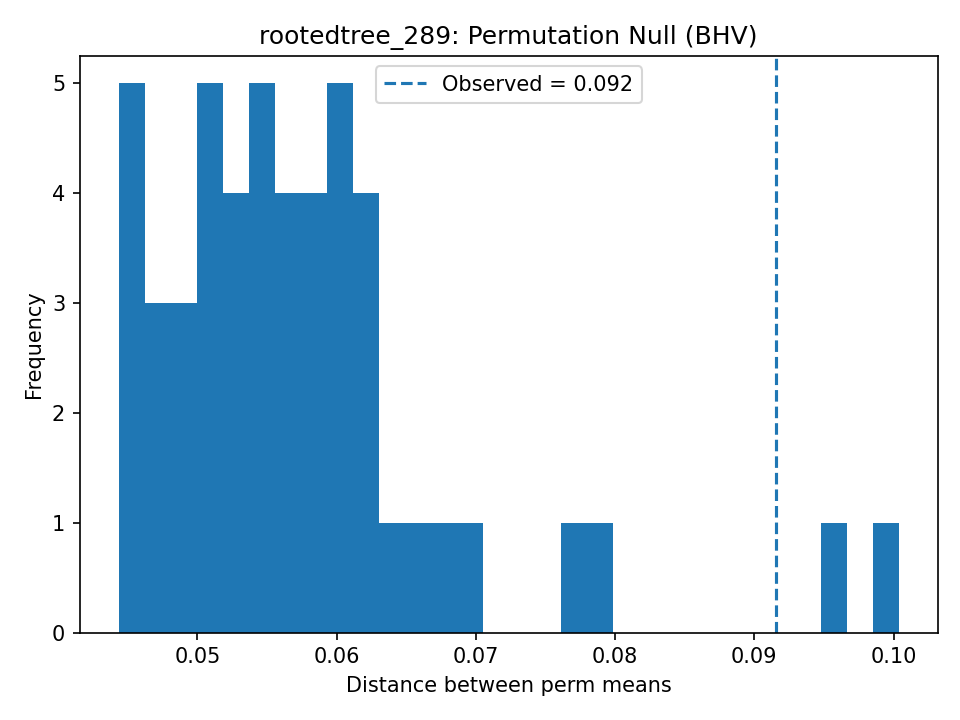 rootedtree_289: Permutation Null (BHV)
Observed = 0.092
5
4
3
2
1
0
Frequency
0.05 0.06 0.07 0.08 0.09 0.10
Distance between perm means